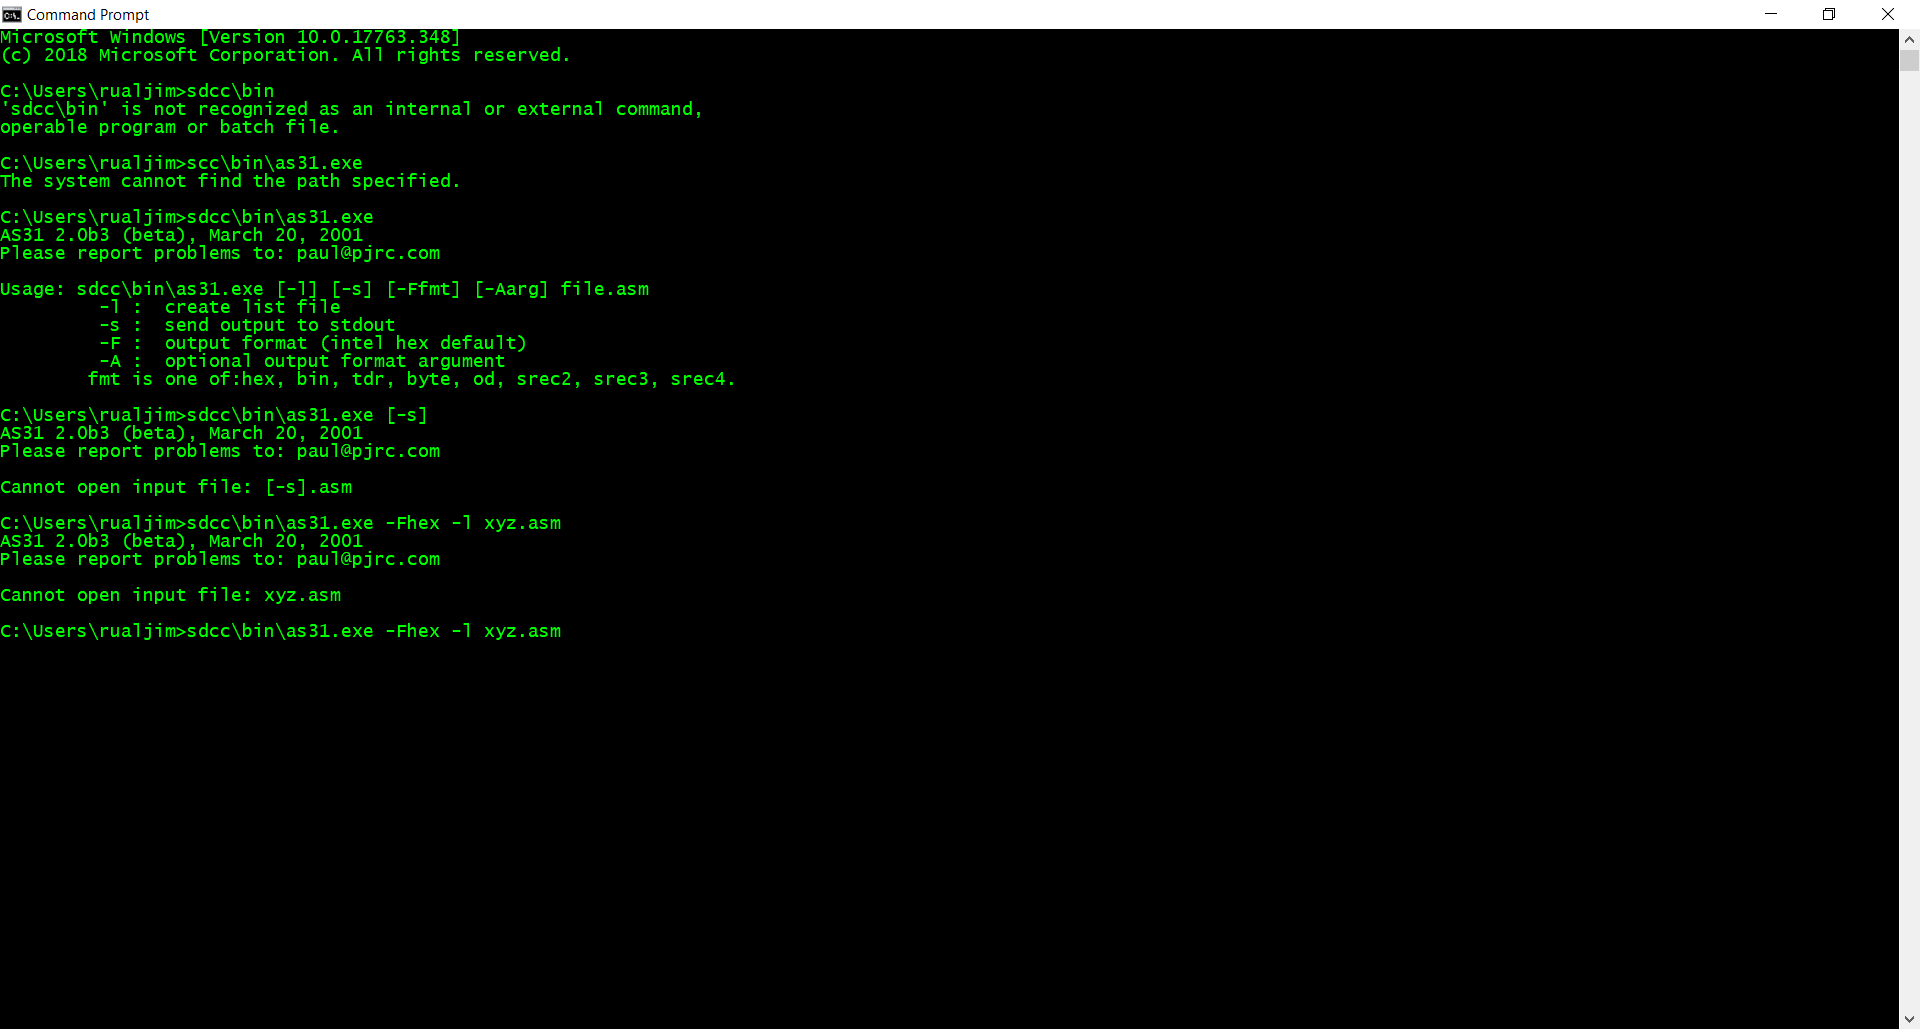 Command Prompt
Microsoft Windows [Version 10.0.17763.348]
(c) 2018 Microsoft Corporation. All rights reserved.
C:\Users\rualjim>sdcc\bin
'sdcc\bin' is not recognized as an internal or external command,
operable program or batch file.
C:\Users\rualjim>scc\bin\as31.exe
The system cannot find the path specified.
C:\Users\rualjim>sdcc\bin\as31.exe
AS31 2.0b3 (beta), March 20, 2001
Please report problems to: paul@pjrc.com
Usage: sdcc\bin\as31.exe [-l] [-s] [-Ffmt] [-Aarg] file.asm
-l :  create list file
-s :  send output to stdout
-F :  output format (intel hex default)
-A :  optional output format argument
fmt is one of:hex, bin, tdr, byte, od, srec2, srec3, srec4.
C:\Users\rualjim>sdcc\bin\as31.exe [-s]
AS31 2.0b3 (beta), March 20, 2001
Please report problems to: paul@pjrc.com
Cannot open input file: [-s].asm
C:\Users\rualjim>sdcc\bin\as31.exe -Fhex -l xyz.asm
AS31 2.0b3 (beta), March 20, 2001
Please report problems to: paul@pjrc.com
Cannot open input file: xyz.asm
C:\Users\rualjim>sdcc\bin\as31.exe -Fhex -l xyz.asm